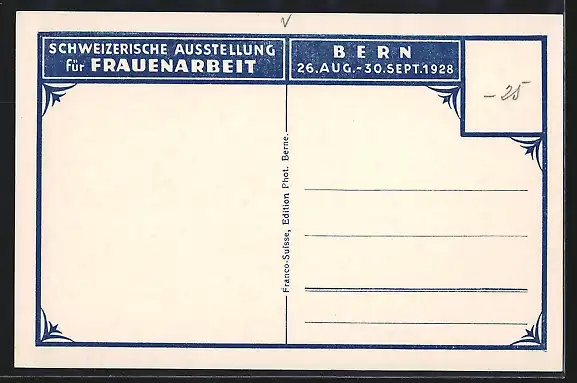 SCHWEIZERISCHE AUSSTELLUNG
für FRAUENARBEIT
BERN
26.AUG.-30.SEPT.1928
-25
Franco-Suisse, Edition Phot. Berne.